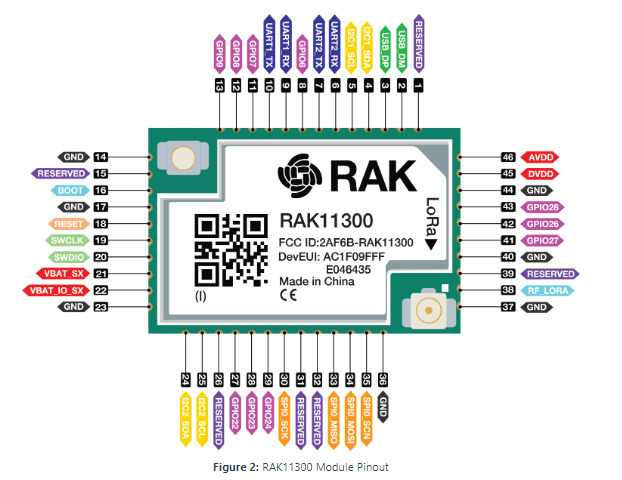 GPIO9
GPIO8
GPIO7
UART1_TX
UART1_RX
GPIO6
UART2_TX
UART2_RX
I2C1_SCL
I2C1_SDA
USB_DP
USB_DM
RESERVED
13 12 11 10 9 8 7 6 5 4 3 2 1
GND 14
RESERVED 15
BOOT 16
GND 17
RESET 18
SWCLK 19
SWDIO 20
VBAT_SX 21
VBAT_IO_SX 22
GND 23
RAK
LoRa
RAK11300
FCC ID:2AF6B-RAK11300
DevEUI: AC1F09FFF
E046435
Made in China
CE
(I)
46 AVDD
45 DVDD
44 GND
43 GPIO28
42 GPIO26
41 GPIO27
40 GND
39 RESERVED
38 RF_LORA
37 GND
24 25 26 27 28 29 30 31 32 33 34 35 36
I2C2_SDA
I2C2_SCL
RESERVED
GPIO22
GPIO23
GPIO24
SPI0_SCK
RESERVED
RESERVED
SPI0_MISO
SPI0_MOSI
SPI0_SCN
GND
Figure 2: RAK11300 Module Pinout